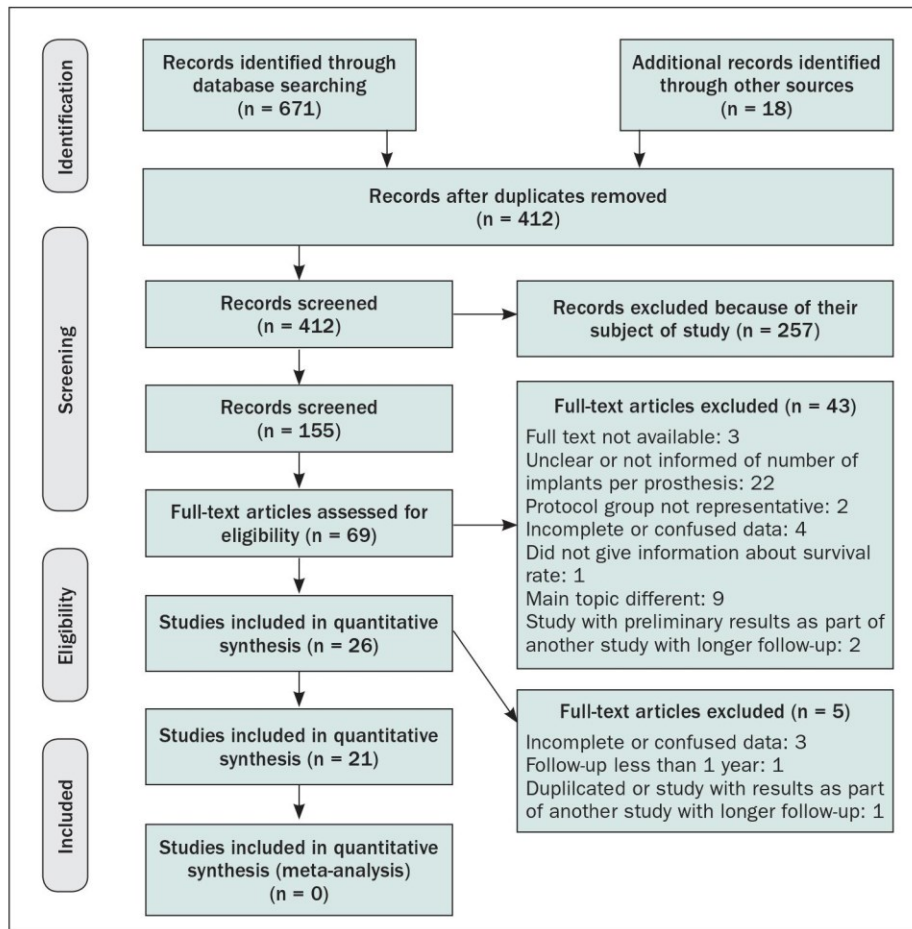 Identification
Records identified through
database searching
(n = 671)
Additional records identified
through other sources
(n = 18)
Records after duplicates removed
(n = 412)
Screening
Records screened
(n = 412)
Records excluded because of their
subject of study (n = 257)
Records screened
(n = 155)
Full-text articles assessed for
eligibility (n = 69)
Full-text articles excluded (n = 43)
Full text not available: 3
Unclear or not informed of number of
implants per prosthesis: 22
Protocol group not representative: 2
Incomplete or confused data: 4
Did not give information about survival
rate: 1
Main topic different: 9
Study with preliminary results as part of
another study with longer follow-up: 2
Eligibility
Studies included in quantitative
synthesis (n = 26)
Full-text articles excluded (n = 5)
Incomplete or confused data: 3
Follow-up less than 1 year: 1
Duplilcated or study with results as part
of another study with longer follow-up: 1
Studies included in quantitative
synthesis (n = 21)
Included
Studies included in quantitative
synthesis (meta-analysis)
(n = 0)